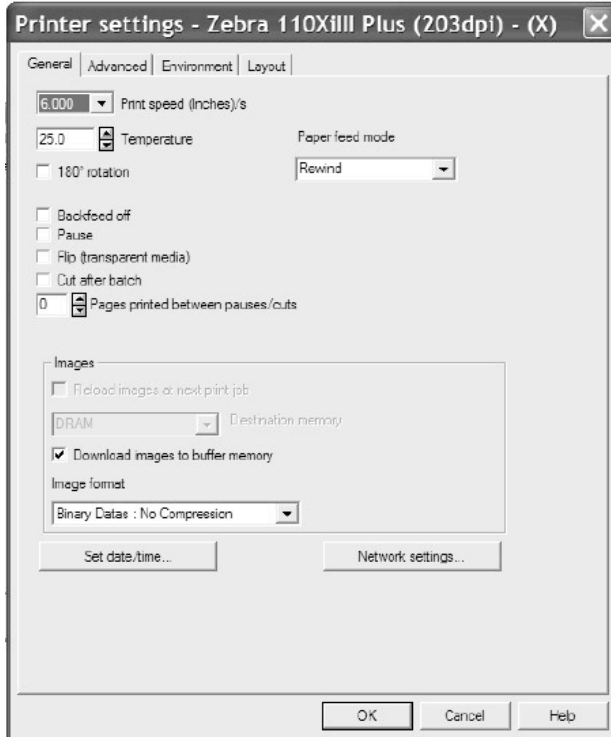 Printer settings - Zebra 110XiIII Plus (203dpi) - (X)
General Advanced Environment Layout
6.000 Print speed (Inches)/s
25.0 Temperature
Paper feed mode
180° rotation
Rewind
Backfeed off
Pause
Flip (transparent media)
Cut after batch
0 Pages printed between pauses/cuts
Images
Reload images at next print job
DRAM Destination memory
Download images to buffer memory
Image format
Binary Datas : No Compression
Set date/time... Network settings...
OK Cancel Help